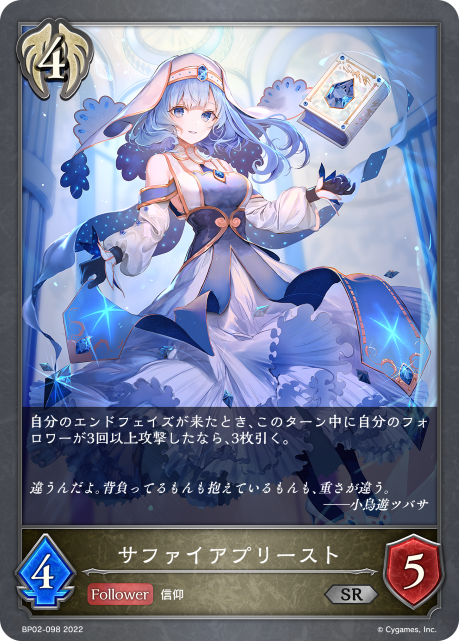 4
自分のエンドフェイズが来たとき、このターン中に自分のフォ
ロワーが3回以上攻撃したなら、3枚引く。
違うんだよ。背負ってるもんも抱えているもんも、重さが違う。
――小鳥遊ツバサ
サファイアプリースト
4
Follower 信仰
SR
5
BP02-098 2022
© Cygames, Inc.